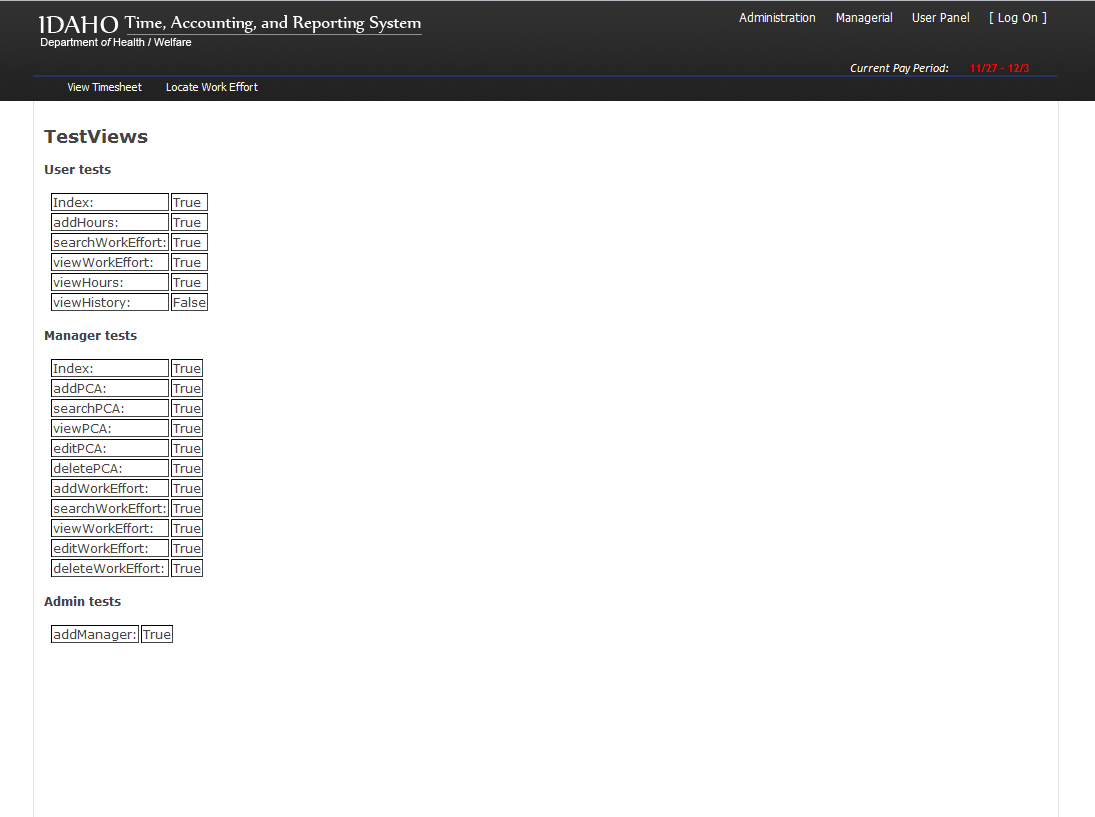 IDAHO Time, Accounting, and Reporting System
Department of Health / Welfare
Administration Managerial User Panel [ Log On ]
Current Pay Period: 11/27 - 12/3
View Timesheet Locate Work Effort
TestViews
User tests
Index: True
addHours: True
searchWorkEffort: True
viewWorkEffort: True
viewHours: True
viewHistory: False
Manager tests
Index: True
addPCA: True
searchPCA: True
viewPCA: True
editPCA: True
deletePCA: True
addWorkEffort: True
searchWorkEffort: True
viewWorkEffort: True
editWorkEffort: True
deleteWorkEffort: True
Admin tests
addManager: True